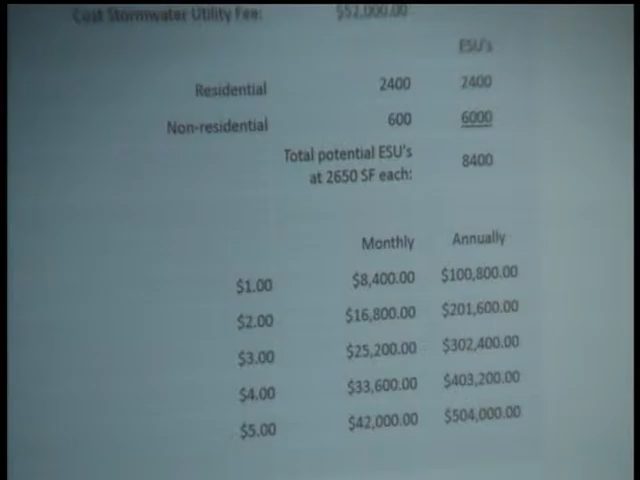 Cost Stormwater Utility Fee: $52,000.00
ESU's
Residential 2400 2400
Non-residential 600 6000
Total potential ESU's
at 2650 SF each: 8400
Monthly Annually
$1.00 $8,400.00 $100,800.00
$2.00 $16,800.00 $201,600.00
$3.00 $25,200.00 $302,400.00
$4.00 $33,600.00 $403,200.00
$5.00 $42,000.00 $504,000.00